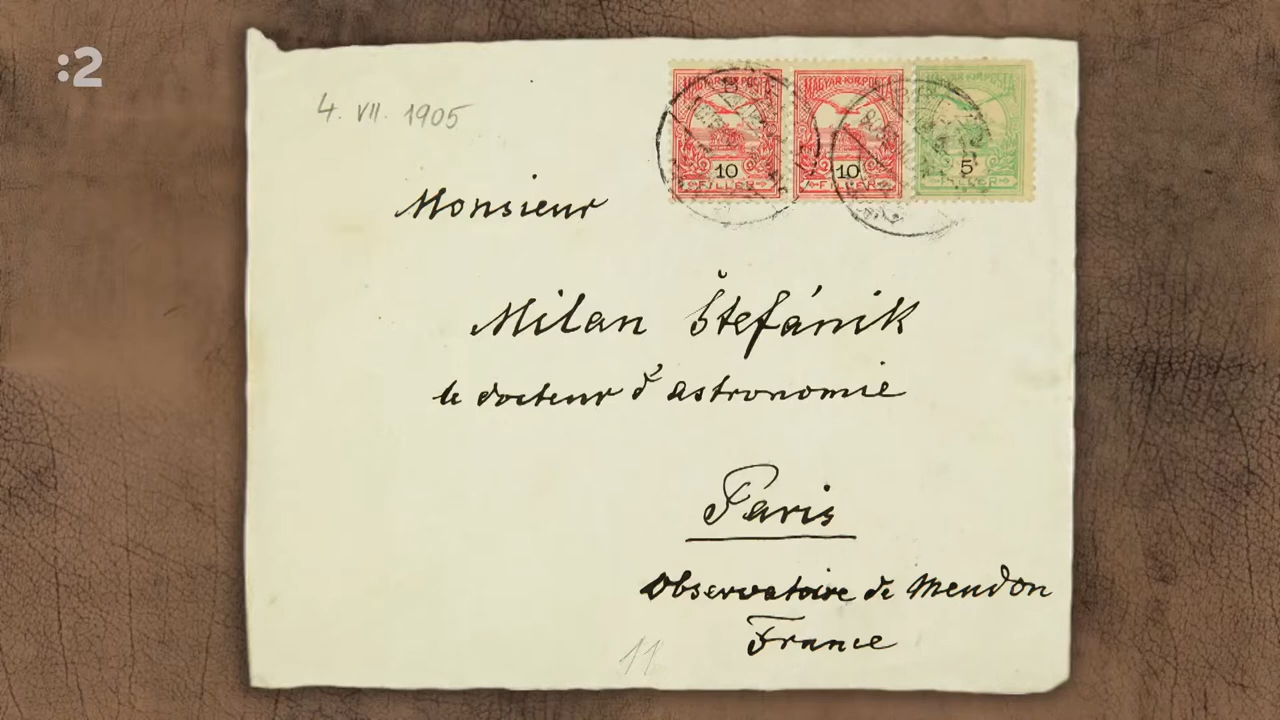 :2
4. VII. 1905
MAGYAR·KIR·POSTA MAGYAR·KIR·POSTA MAGYAR·KIR·POSTA
10 10 5
FILLÉR FILLÉR FILLÉR
Monsieur
Milan Štefánik
le docteur d'astronomie
Paris
Observatoire de Meudon
France
11